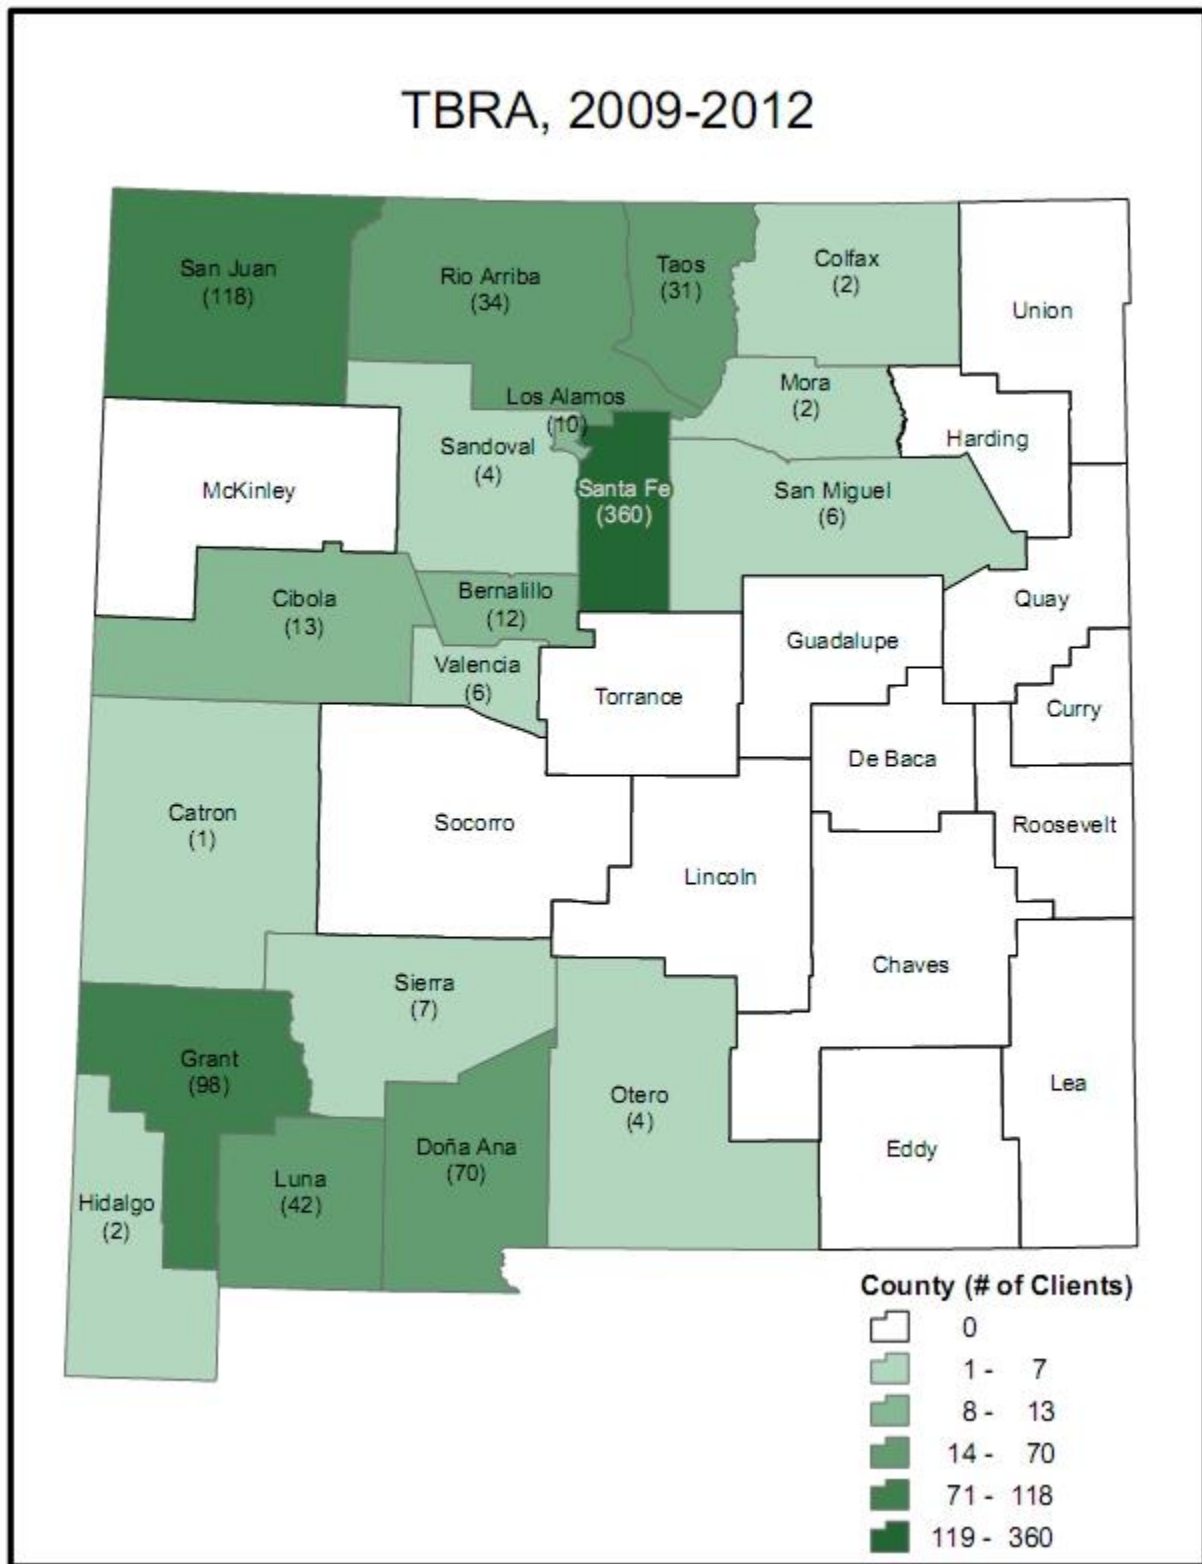 TBRA, 2009-2012
San Juan
(118)
Rio Arriba
(34)
Taos
(31)
Colfax
(2)
Union
Los Alamos
(10)
Mora
(2)
Harding
Sandoval
(4)
McKinley
Santa Fe
(360)
San Miguel
(6)
Cibola
(13)
Bernalillo
(12)
Quay
Guadalupe
Valencia
(6)
Torrance
Curry
De Baca
Catron
(1)
Socorro
Roosevelt
Lincoln
Chaves
Sierra
(7)
Grant
(98)
Otero
(4)
Lea
Doña Ana
(70)
Eddy
Luna
(42)
Hidalgo
(2)
County (# of Clients)
0
1 - 7
8 - 13
14 - 70
71 - 118
119 - 360